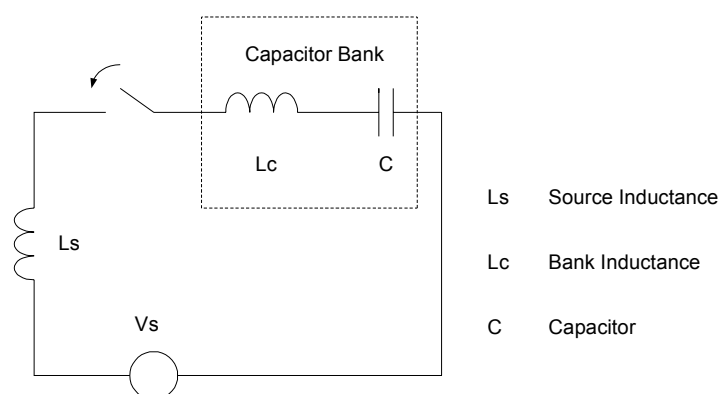 Capacitor Bank
Lc C
Ls
Vs
Ls Source Inductance
Lc Bank Inductance
C Capacitor